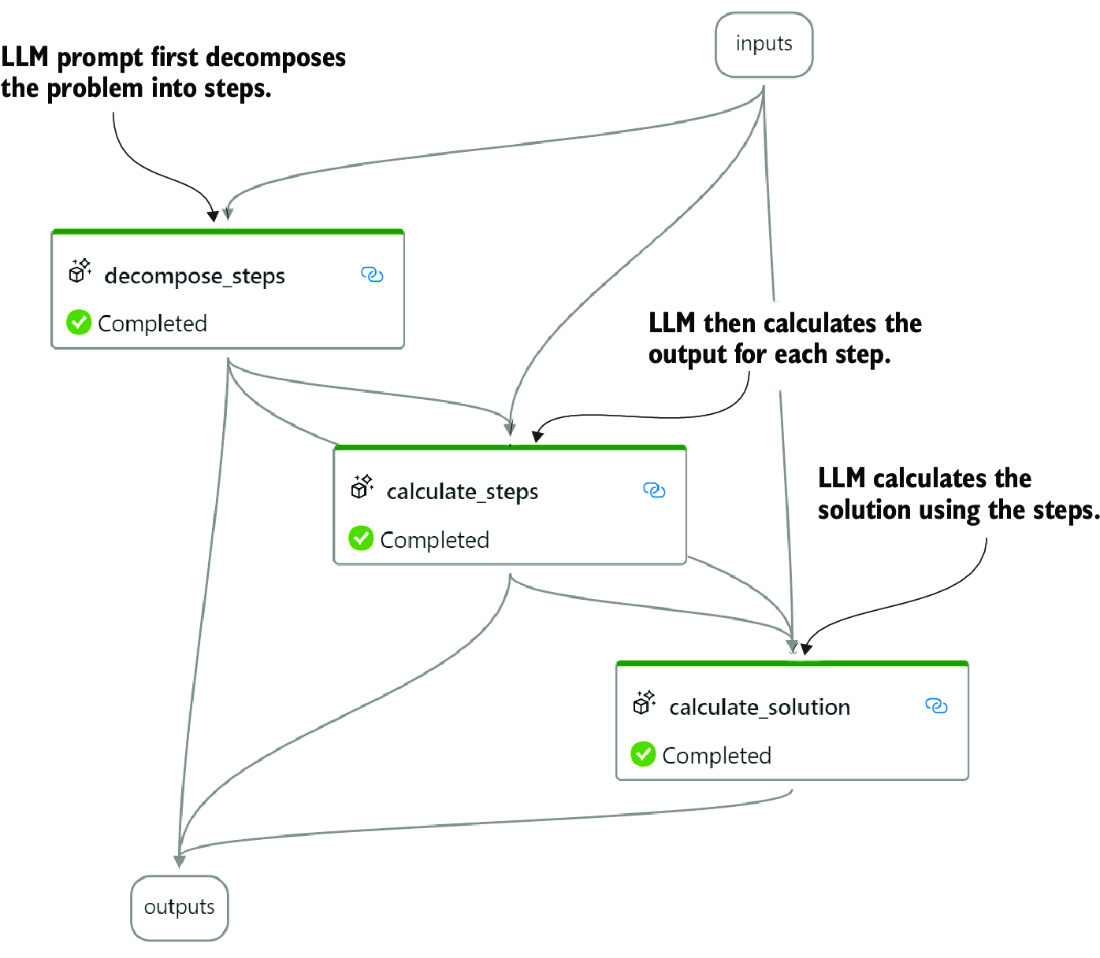 inputs
LLM prompt first decomposes
the problem into steps.
decompose_steps
Completed
LLM then calculates the
output for each step.
calculate_steps
Completed
LLM calculates the
solution using the steps.
calculate_solution
Completed
outputs